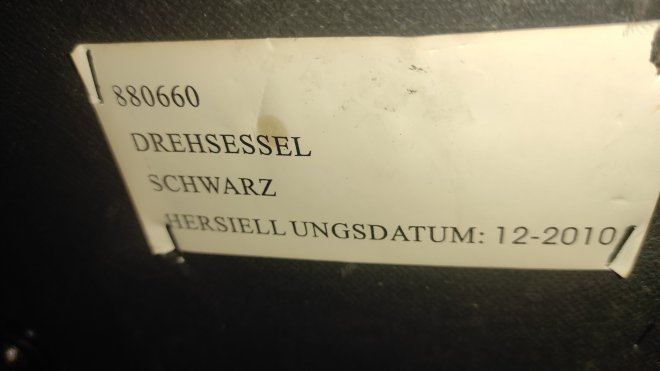 880660
DREHSESSEL
SCHWARZ
HERSIELLUNGSDATUM: 12-2010